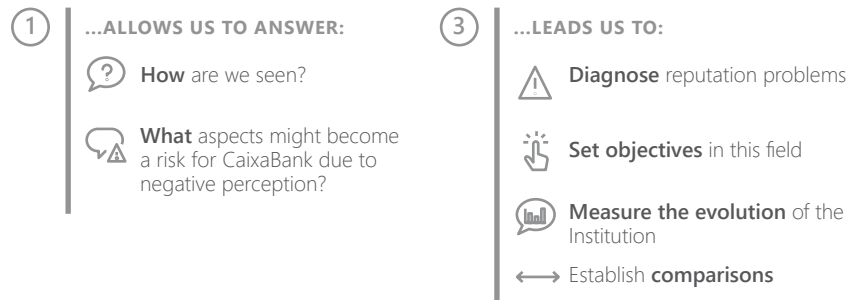 1
...ALLOWS US TO ANSWER:
How are we seen?
What aspects might become
a risk for CaixaBank due to
negative perception?
3
...LEADS US TO:
Diagnose reputation problems
Set objectives in this field
Measure the evolution of the
Institution
Establish comparisons